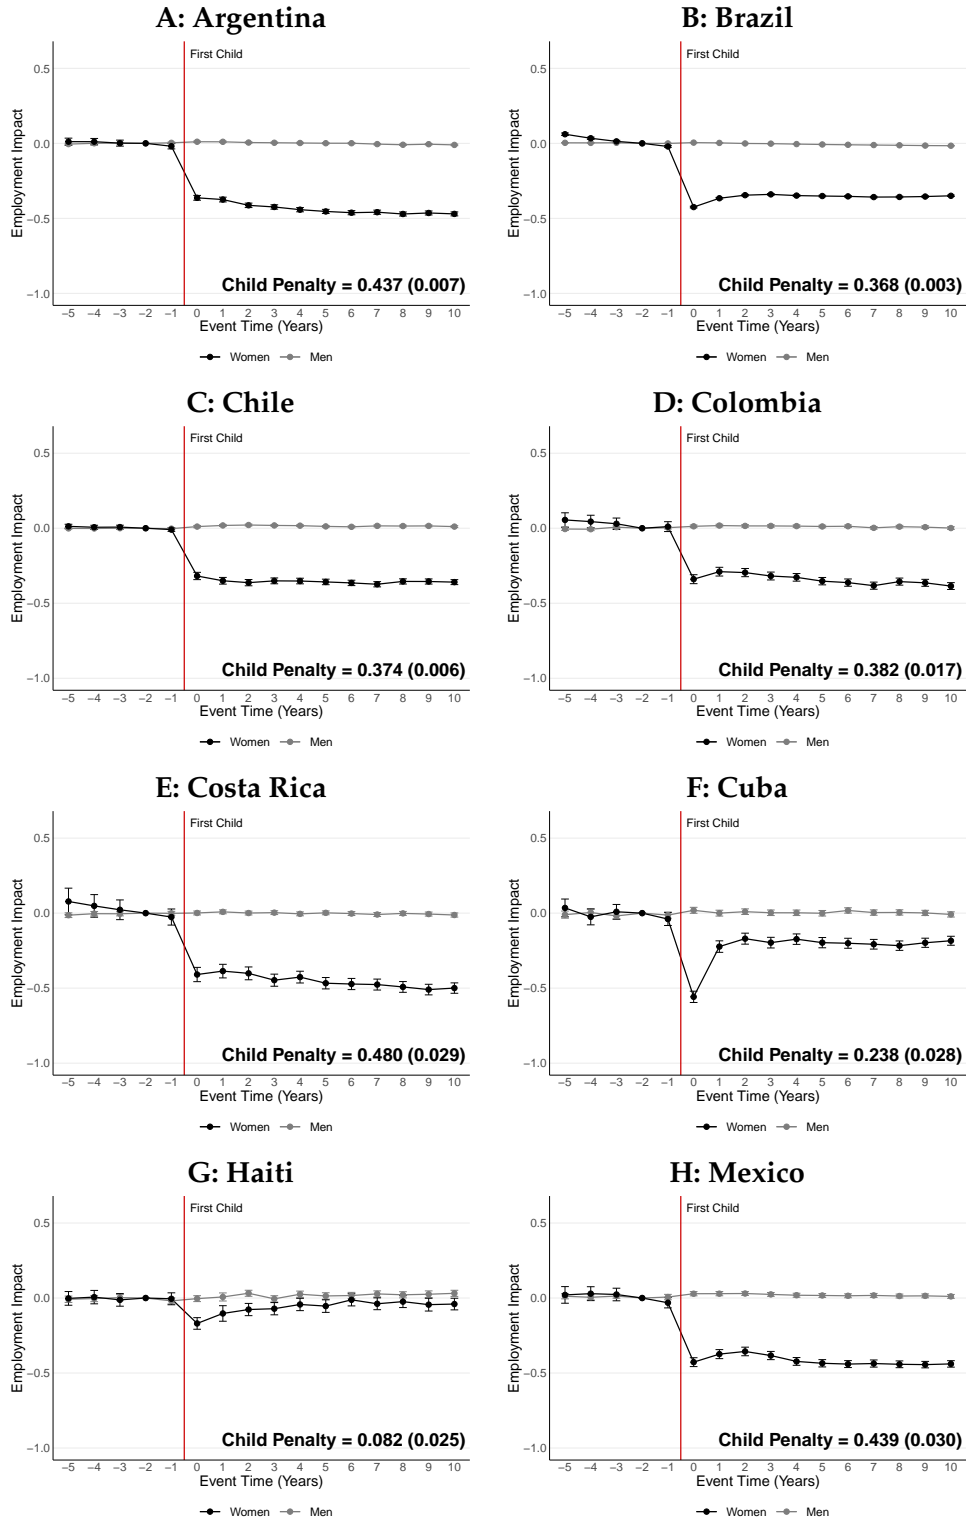 A: Argentina
First Child
0.5
0.0
−0.5
−1.0
Employment Impact
Child Penalty = 0.437 (0.007)
−5 −4 −3 −2 −1 0 1 2 3 4 5 6 7 8 9 10
Event Time (Years)
Women Men
B: Brazil
First Child
0.5
0.0
−0.5
−1.0
Employment Impact
Child Penalty = 0.368 (0.003)
−5 −4 −3 −2 −1 0 1 2 3 4 5 6 7 8 9 10
Event Time (Years)
Women Men
C: Chile
First Child
0.5
0.0
−0.5
−1.0
Employment Impact
Child Penalty = 0.374 (0.006)
−5 −4 −3 −2 −1 0 1 2 3 4 5 6 7 8 9 10
Event Time (Years)
Women Men
D: Colombia
First Child
0.5
0.0
−0.5
−1.0
Employment Impact
Child Penalty = 0.382 (0.017)
−5 −4 −3 −2 −1 0 1 2 3 4 5 6 7 8 9 10
Event Time (Years)
Women Men
E: Costa Rica
First Child
0.5
0.0
−0.5
−1.0
Employment Impact
Child Penalty = 0.480 (0.029)
−5 −4 −3 −2 −1 0 1 2 3 4 5 6 7 8 9 10
Event Time (Years)
Women Men
F: Cuba
First Child
0.5
0.0
−0.5
−1.0
Employment Impact
Child Penalty = 0.238 (0.028)
−5 −4 −3 −2 −1 0 1 2 3 4 5 6 7 8 9 10
Event Time (Years)
Women Men
G: Haiti
First Child
0.5
0.0
−0.5
−1.0
Employment Impact
Child Penalty = 0.082 (0.025)
−5 −4 −3 −2 −1 0 1 2 3 4 5 6 7 8 9 10
Event Time (Years)
Women Men
H: Mexico
First Child
0.5
0.0
−0.5
−1.0
Employment Impact
Child Penalty = 0.439 (0.030)
−5 −4 −3 −2 −1 0 1 2 3 4 5 6 7 8 9 10
Event Time (Years)
Women Men